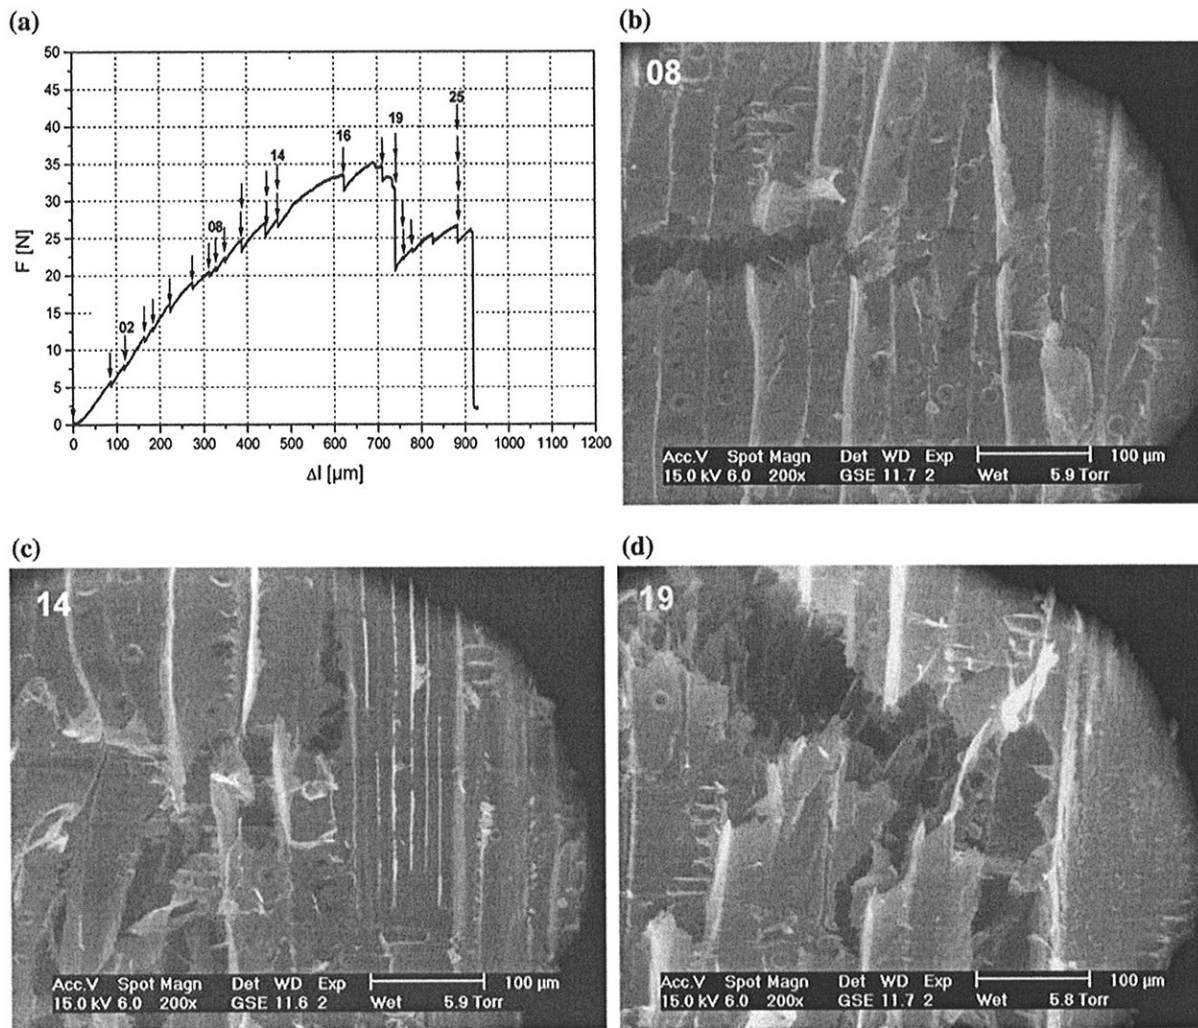 (a)
50
45
40
35
30
25
20
15
10
5
0
F [N]
02
08
14
16
19
25
0 100 200 300 400 500 600 700 800 900 1000 1100 1200
Δl [µm]
(b)
08
Acc.V Spot Magn Det WD Exp 100 µm
15.0 kV 6.0 200x GSE 11.7 2 Wet 5.9 Torr
(c)
14
Acc.V Spot Magn Det WD Exp 100 µm
15.0 kV 6.0 200x GSE 11.6 2 Wet 5.9 Torr
(d)
19
Acc.V Spot Magn Det WD Exp 100 µm
15.0 kV 6.0 200x GSE 11.7 2 Wet 5.8 Torr